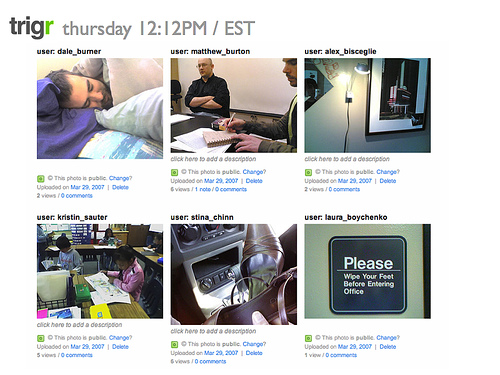 trigr thursday 12:12PM / EST
user: dale_burner
user: matthew_burton
user: alex_bisceglie
click here to add a description
click here to add a description
© This photo is public. Change?
Uploaded on Mar 29, 2007 | Delete
2 views / 0 comments
© This photo is public. Change?
Uploaded on Mar 29, 2007 | Delete
6 views / 1 note / 0 comments
© This photo is public. Change?
Uploaded on Mar 29, 2007 | Delete
2 views / 0 comments
user: kristin_sauter
user: stina_chinn
user: laura_boychenko
Please
Wipe Your Feet
Before Entering
Office
click here to add a description
click here to add a description
© This photo is public. Change?
Uploaded on Mar 29, 2007 | Delete
5 views / 0 comments
© This photo is public. Change?
Uploaded on Mar 29, 2007 | Delete
6 views / 0 comments
© This photo is public. Change?
Uploaded on Mar 29, 2007 | Delete
1 view / 0 comments